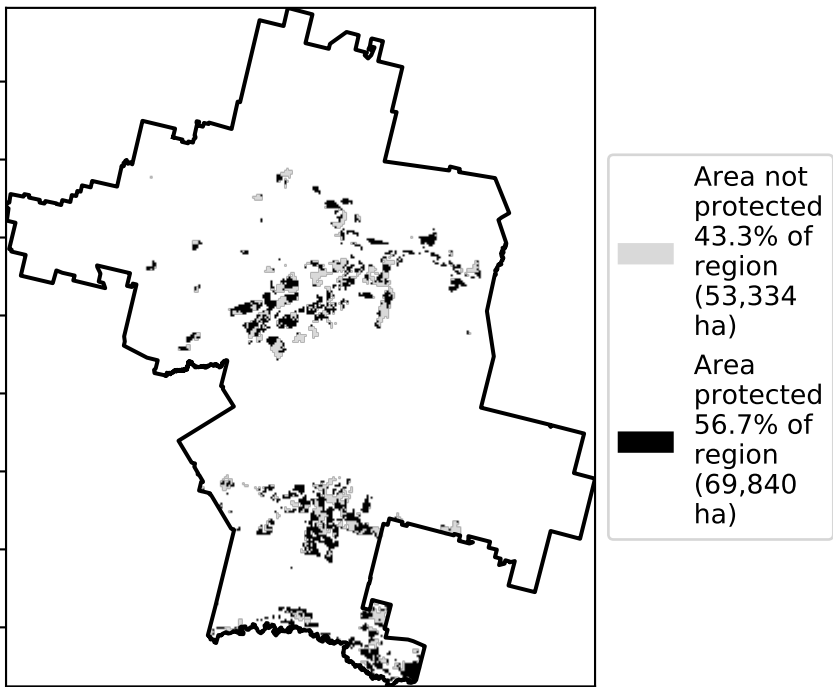 Area not
protected
43.3% of
region
(53,334
ha)
Area
protected
56.7% of
region
(69,840
ha)